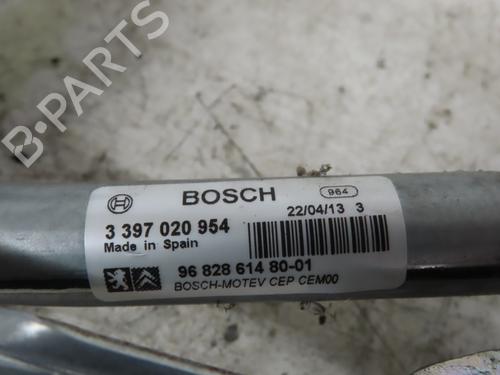 B-PARTS
BOSCH
964
3 397 020 954
22/04/13 3
Made in Spain
96 828 614 80-01
BOSCH-MOTEV CEP CEM00